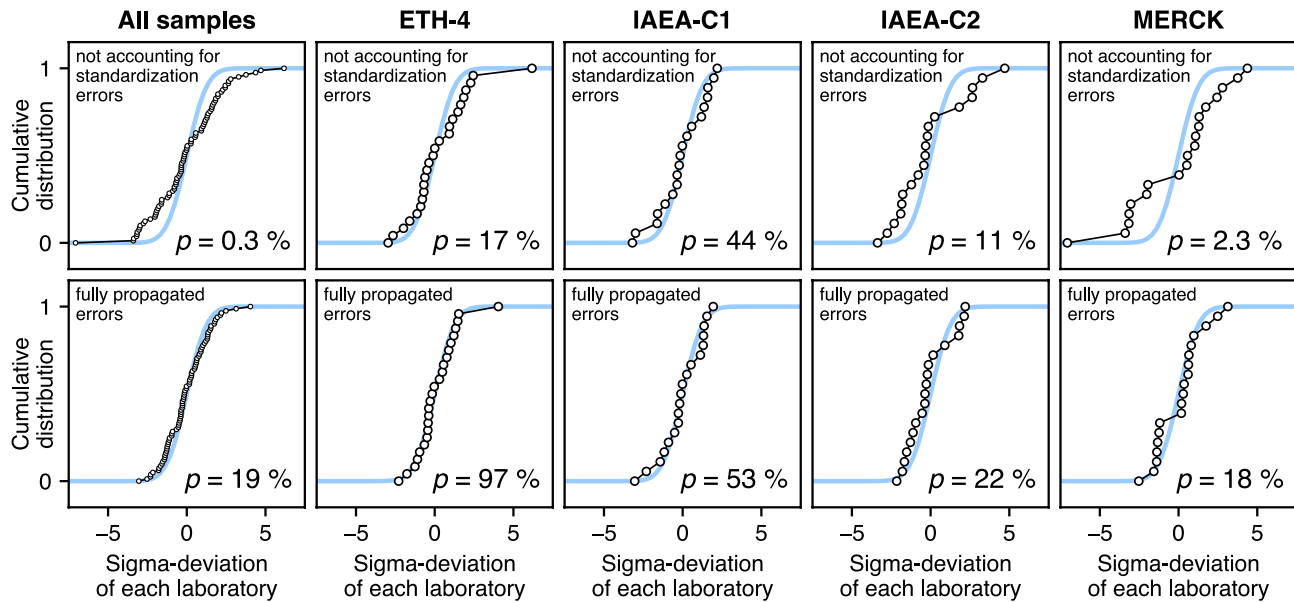 All samples
ETH-4
IAEA-C1
IAEA-C2
MERCK
Cumulative
distribution
1
0
not accounting for
standardization
errors
p = 0.3 %
not accounting for
standardization
errors
p = 17 %
not accounting for
standardization
errors
p = 44 %
not accounting for
standardization
errors
p = 11 %
not accounting for
standardization
errors
p = 2.3 %
Cumulative
distribution
1
0
fully propagated
errors
p = 19 %
fully propagated
errors
p = 97 %
fully propagated
errors
p = 53 %
fully propagated
errors
p = 22 %
fully propagated
errors
p = 18 %
−5 0 5
−5 0 5
−5 0 5
−5 0 5
−5 0 5
Sigma-deviation
of each laboratory
Sigma-deviation
of each laboratory
Sigma-deviation
of each laboratory
Sigma-deviation
of each laboratory
Sigma-deviation
of each laboratory